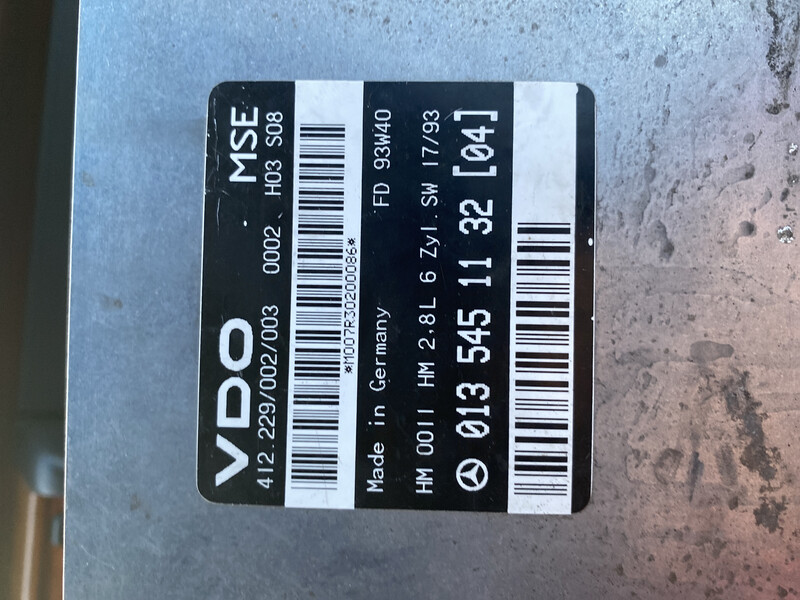 VDO MSE
412.229/002/003 0002 H03 S08
*M007R30200086*
Made in Germany FD 93W40
HM 0011 HM 2,8L 6 Zyl. SW 17/93
013 545 11 32 [04]